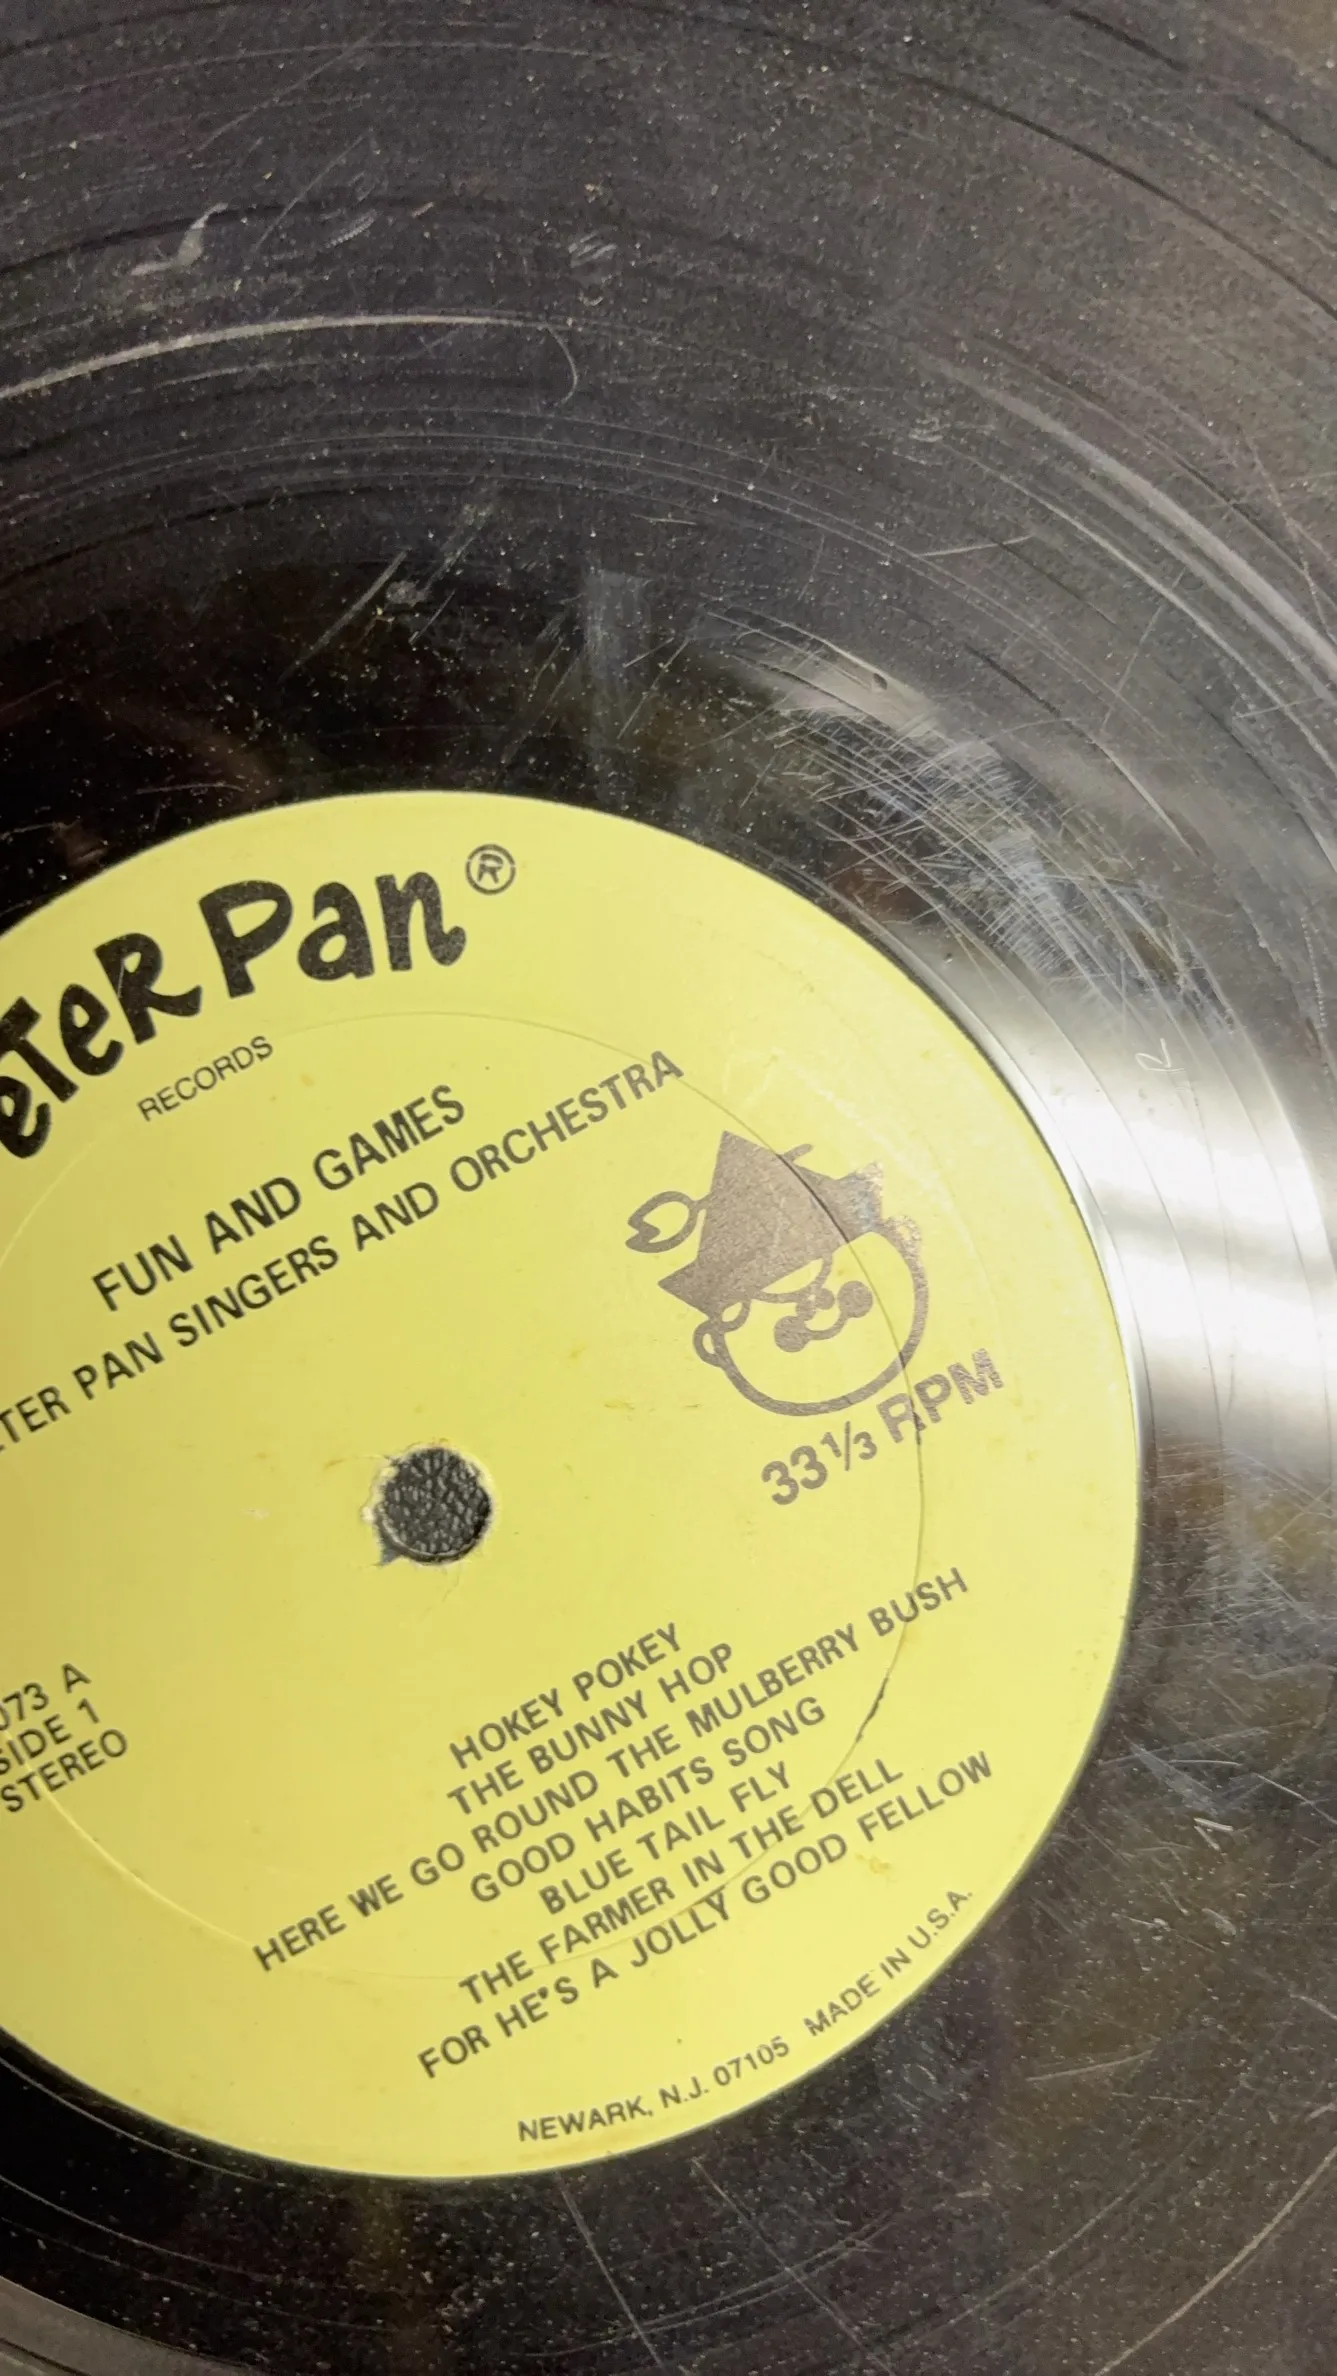 eTeR Pan®
RECORDS
FUN AND GAMES
TER PAN SINGERS AND ORCHESTRA
33⅓ RPM
073 A
SIDE 1
STEREO
HOKEY POKEY
THE BUNNY HOP
HERE WE GO ROUND THE MULBERRY BUSH
GOOD HABITS SONG
BLUE TAIL FLY
THE FARMER IN THE DELL
FOR HE'S A JOLLY GOOD FELLOW
NEWARK, N.J. 07105 MADE IN U.S.A.